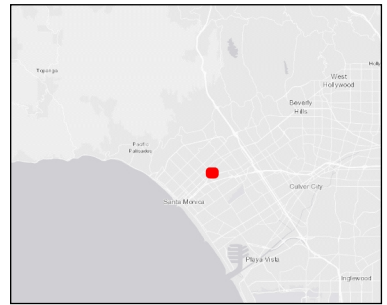 Topanga
West
Hollywood
Beverly
Hills
Pacific
Palisades
Culver City
Santa Monica
Playa Vista
Inglewood